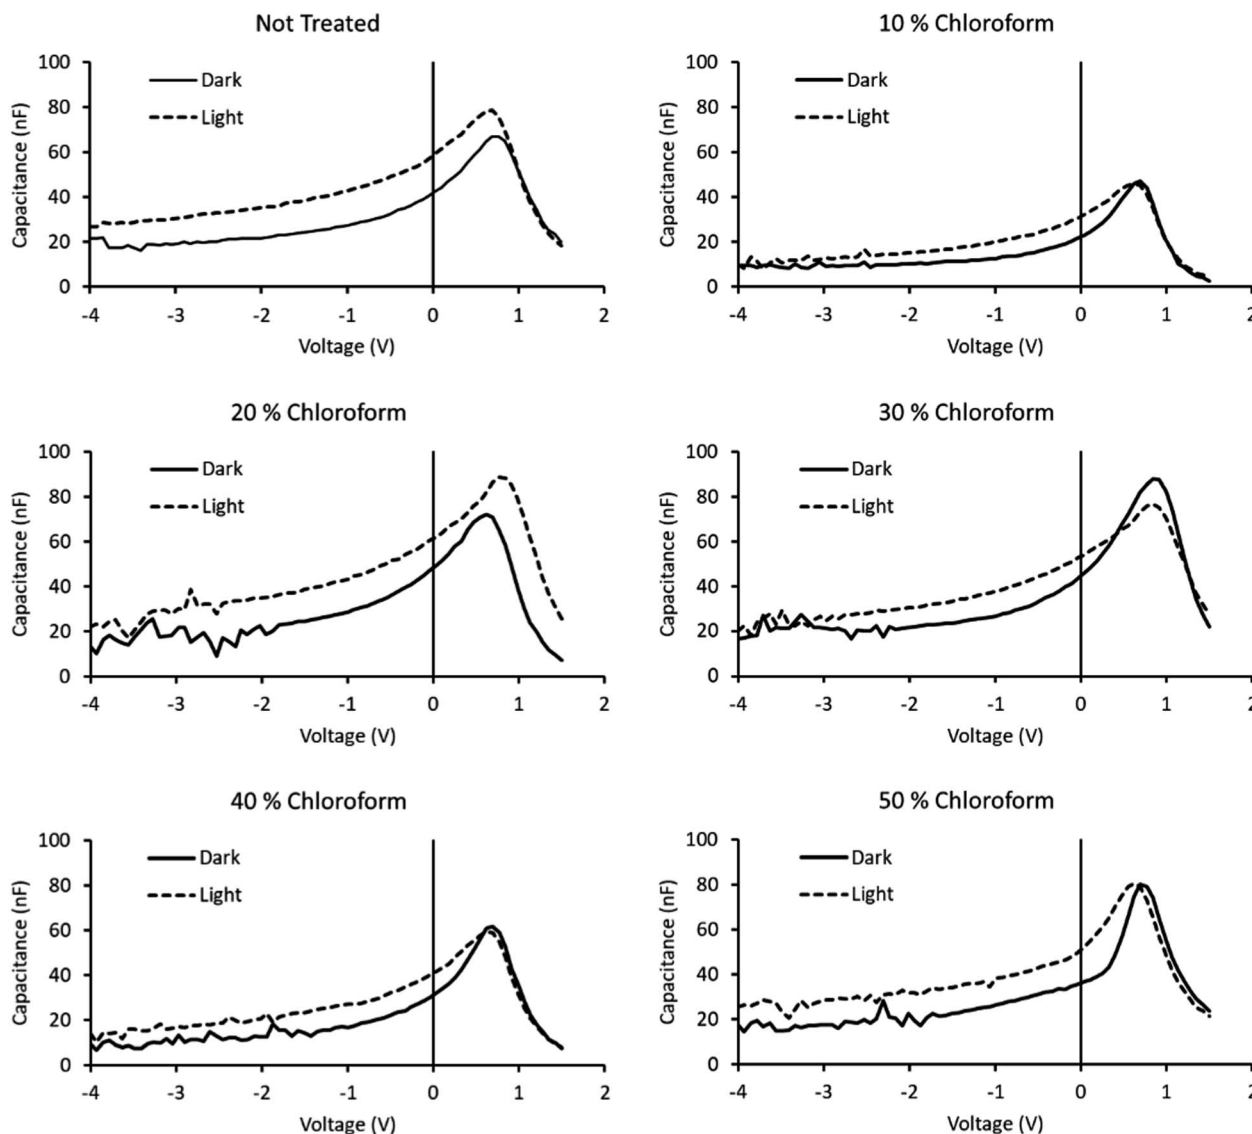 Not Treated
Capacitance (nF)
100
80
60
40
20
0
Dark
Light
-4 -3 -2 -1 0 1 2
Voltage (V)
10 % Chloroform
Capacitance (nF)
100
80
60
40
20
0
Dark
Light
-4 -3 -2 -1 0 1 2
Voltage (V)
20 % Chloroform
Capacitance (nF)
100
80
60
40
20
0
Dark
Light
-4 -3 -2 -1 0 1 2
Voltage (V)
30 % Chloroform
Capacitance (nF)
100
80
60
40
20
0
Dark
Light
-4 -3 -2 -1 0 1 2
Voltage (V)
40 % Chloroform
Capacitance (nF)
100
80
60
40
20
0
Dark
Light
-4 -3 -2 -1 0 1 2
Voltage (V)
50 % Chloroform
Capacitance (nF)
100
80
60
40
20
0
Dark
Light
-4 -3 -2 -1 0 1 2
Voltage (V)